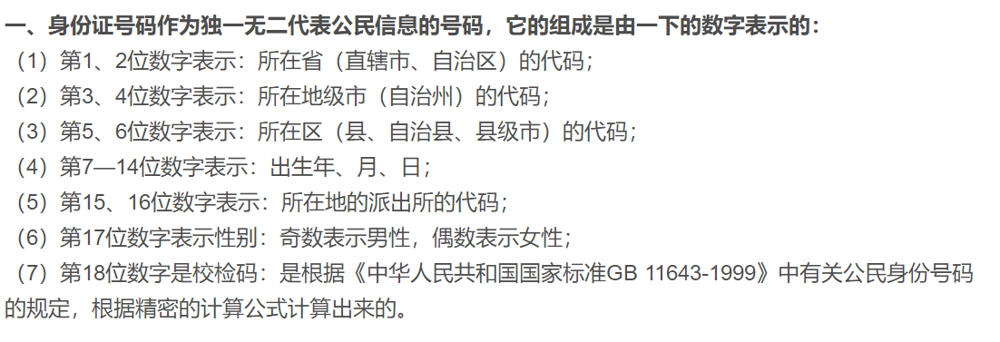 一、身份证号码作为独一无二代表公民信息的号码，它的组成是由一下的数字表示的：
（1）第1、2位数字表示：所在省（直辖市、自治区）的代码；
（2）第3、4位数字表示：所在地级市（自治州）的代码；
（3）第5、6位数字表示：所在区（县、自治县、县级市）的代码；
（4）第7—14位数字表示：出生年、月、日；
（5）第15、16位数字表示：所在地的派出所的代码；
（6）第17位数字表示性别：奇数表示男性，偶数表示女性；
（7）第18位数字是校检码：是根据《中华人民共和国国家标准GB 11643-1999》中有关公民身份号码
的规定，根据精密的计算公式计算出来的。